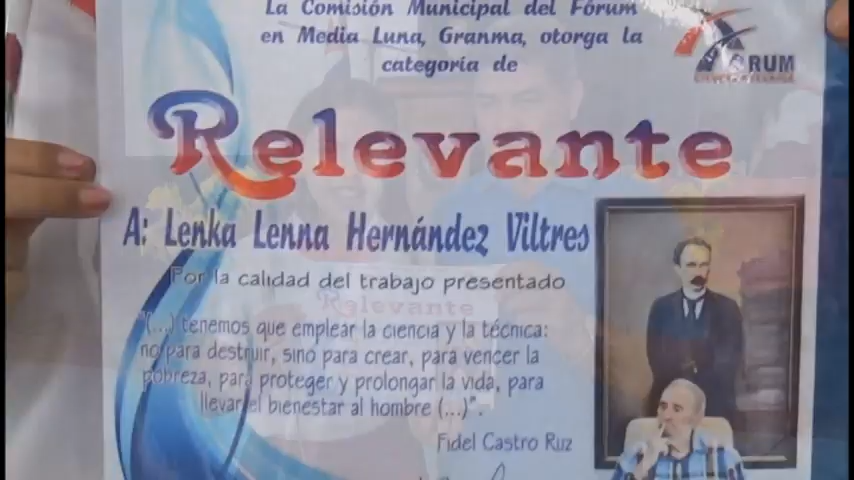 La Comisión Municipal del Fórum
en Media Luna, Granma, otorga la
categoría de
FORUM
Relevante
A: Lenka Lenna Hernández Viltres
Por la calidad del trabajo presentado
Relevante
"(...) tenemos que emplear la ciencia y la técnica:
no para destruir, sino para crear, para vencer la
pobreza, para proteger y prolongar la vida, para
llevar el bienestar al hombre (...)".
Fidel Castro Ruz